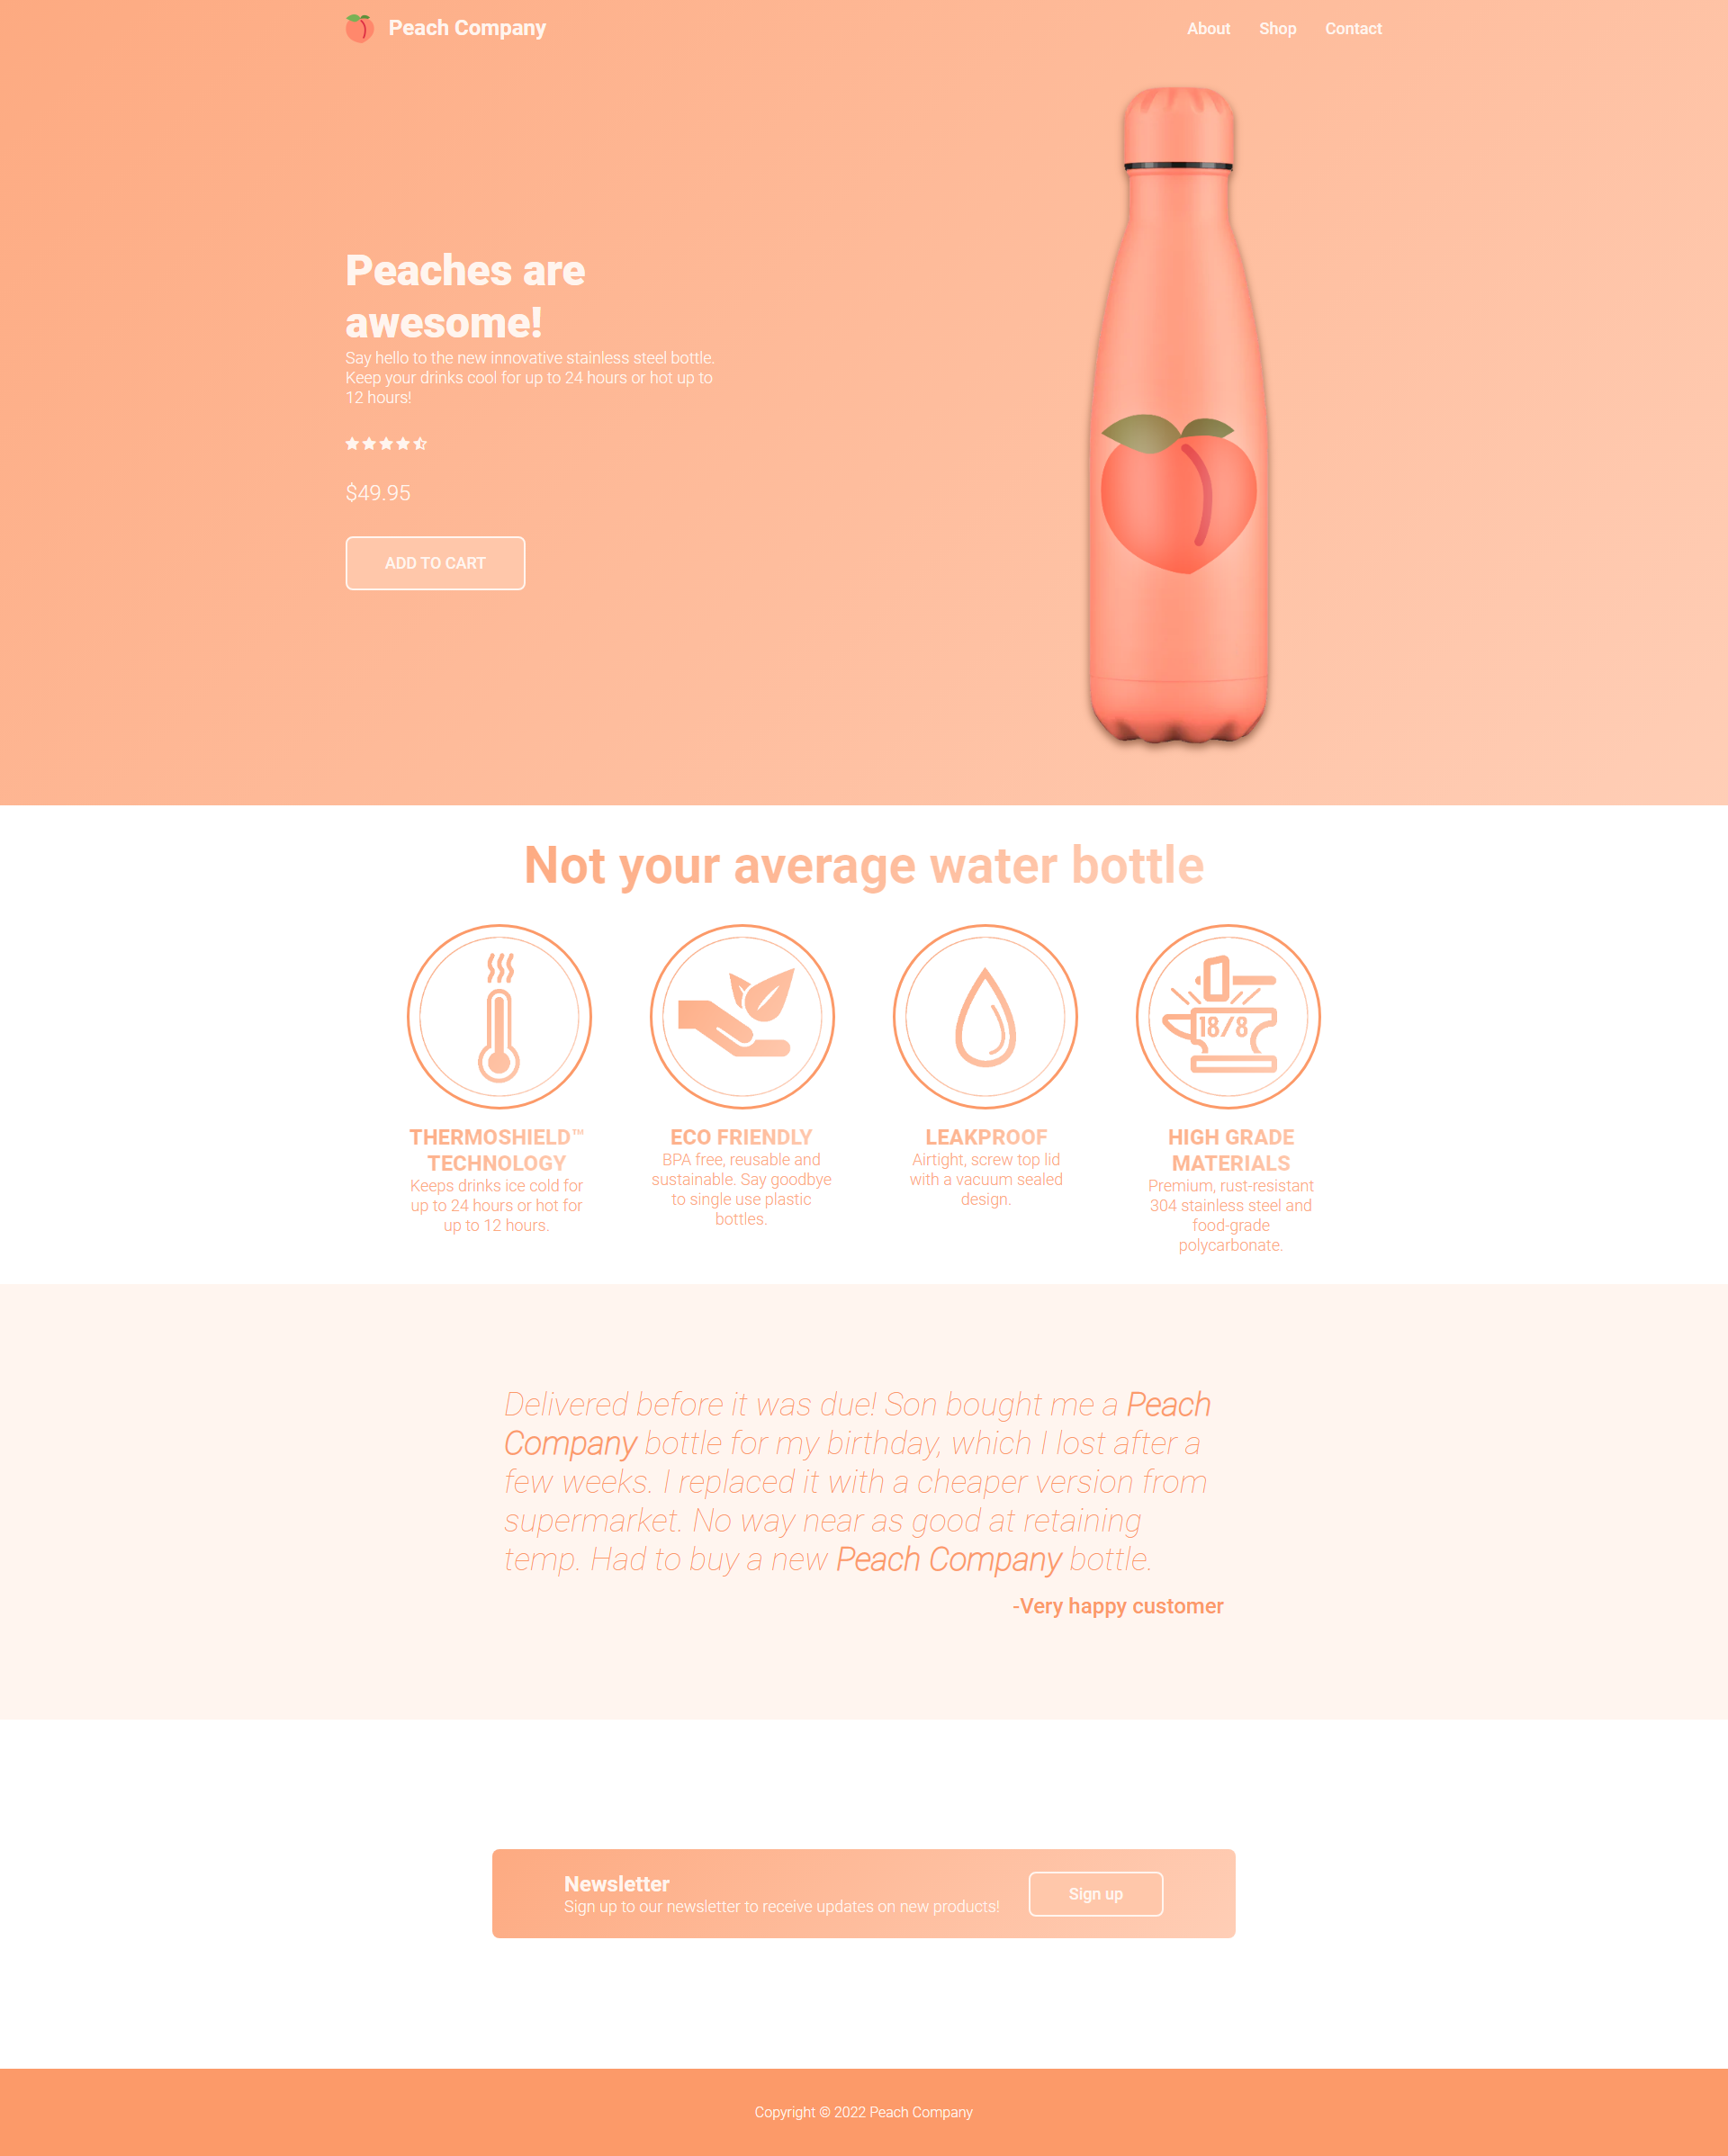 Peach Company
About Shop Contact
Peaches are
awesome!
Say hello to the new innovative stainless steel bottle.
Keep your drinks cool for up to 24 hours or hot up to
12 hours!
$49.95
ADD TO CART
Not your average water bottle
18/8
THERMOSHIELD™
TECHNOLOGY
Keeps drinks ice cold for
up to 24 hours or hot for
up to 12 hours.
ECO FRIENDLY
BPA free, reusable and
sustainable. Say goodbye
to single use plastic
bottles.
LEAKPROOF
Airtight, screw top lid
with a vacuum sealed
design.
HIGH GRADE
MATERIALS
Premium, rust-resistant
304 stainless steel and
food-grade
polycarbonate.
Delivered before it was due! Son bought me a Peach
Company bottle for my birthday, which I lost after a
few weeks. I replaced it with a cheaper version from
supermarket. No way near as good at retaining
temp. Had to buy a new Peach Company bottle.
-Very happy customer
Newsletter
Sign up to our newsletter to receive updates on new products!
Sign up
Copyright © 2022 Peach Company